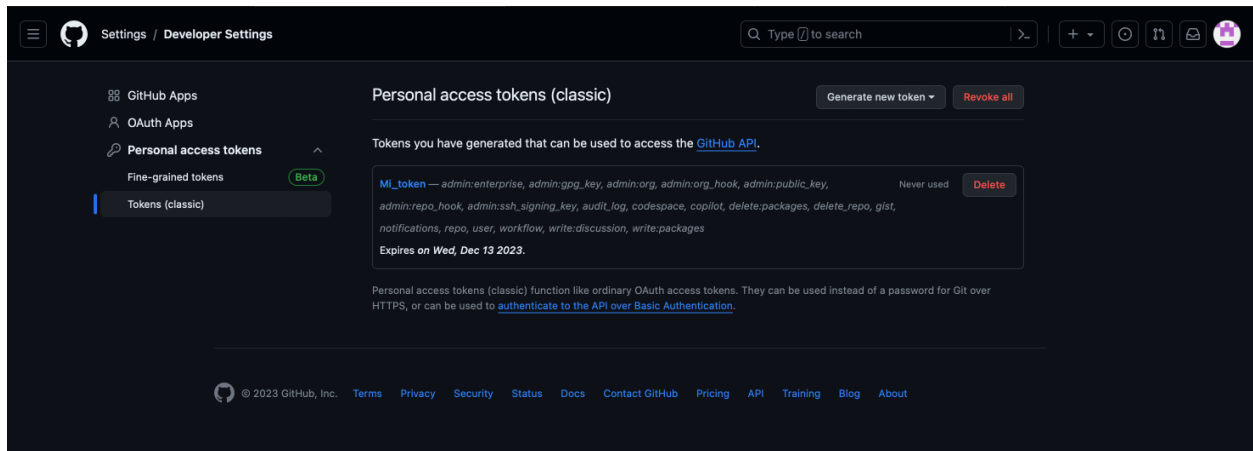 Settings / Developer Settings
Type / to search
GitHub Apps
OAuth Apps
Personal access tokens
Fine-grained tokens Beta
Tokens (classic)
Personal access tokens (classic)
Generate new token
Revoke all
Tokens you have generated that can be used to access the GitHub API.
Mi_token — admin:enterprise, admin:gpg_key, admin:org, admin:org_hook, admin:public_key,
admin:repo_hook, admin:ssh_signing_key, audit_log, codespace, copilot, delete:packages, delete_repo, gist,
notifications, repo, user, workflow, write:discussion, write:packages
Never used
Delete
Expires on Wed, Dec 13 2023.
Personal access tokens (classic) function like ordinary OAuth access tokens. They can be used instead of a password for Git over
HTTPS, or can be used to authenticate to the API over Basic Authentication.
© 2023 GitHub, Inc. Terms Privacy Security Status Docs Contact GitHub Pricing API Training Blog About